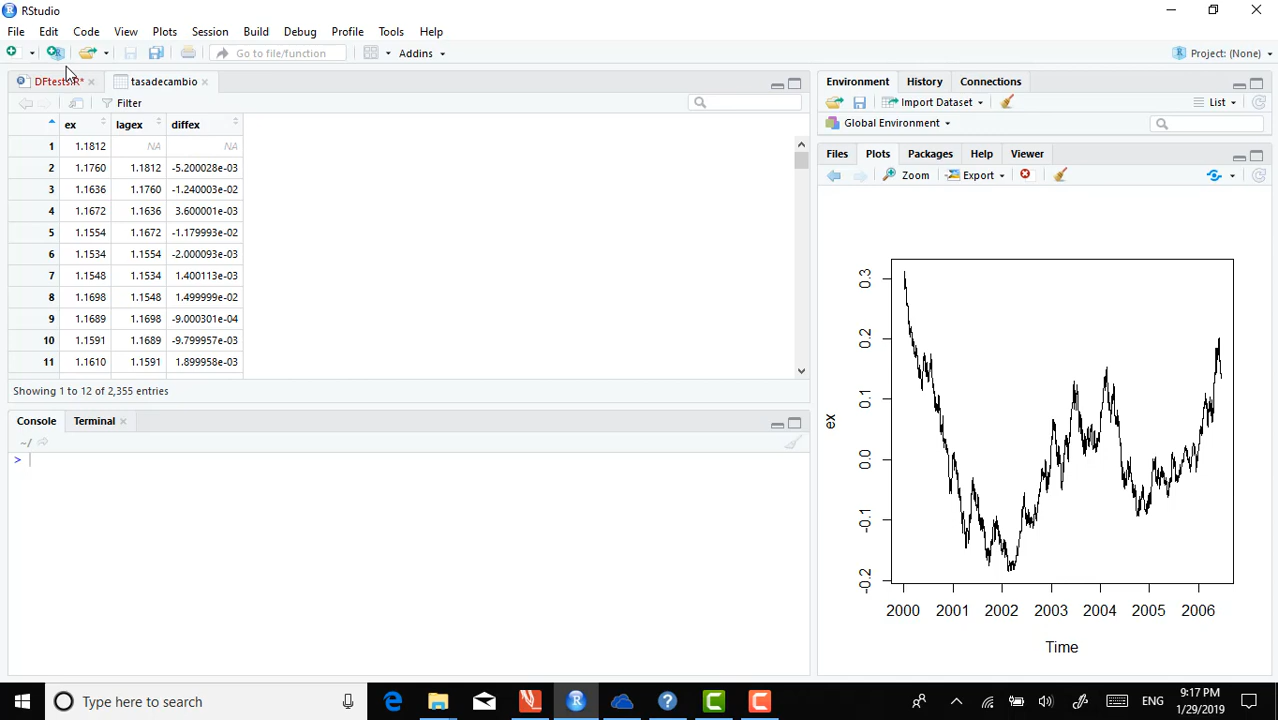 RStudio
File Edit Code View Plots Session Build Debug Profile Tools Help
Go to file/function Addins Project: (None)
tasadecambio
Filter
ex lagex diffex
1 1.1812 NA NA
2 1.1760 1.1812 -5.200028e-03
3 1.1636 1.1760 -1.240003e-02
4 1.1672 1.1636 3.600001e-03
5 1.1554 1.1672 -1.179993e-02
6 1.1534 1.1554 -2.000093e-03
7 1.1548 1.1534 1.400113e-03
8 1.1698 1.1548 1.499999e-02
9 1.1689 1.1698 -9.000301e-04
10 1.1591 1.1689 -9.799957e-03
11 1.1610 1.1591 1.899958e-03
Showing 1 to 12 of 2,355 entries
Console Terminal
~/
>
Environment History Connections
Import Dataset List
Global Environment
Files Plots Packages Help Viewer
Zoom Export
0.3
0.2
0.1
0.0
-0.1
-0.2
ex
2000 2001 2002 2003 2004 2005 2006
Time
Type here to search
ENG
9:17 PM
1/29/2019